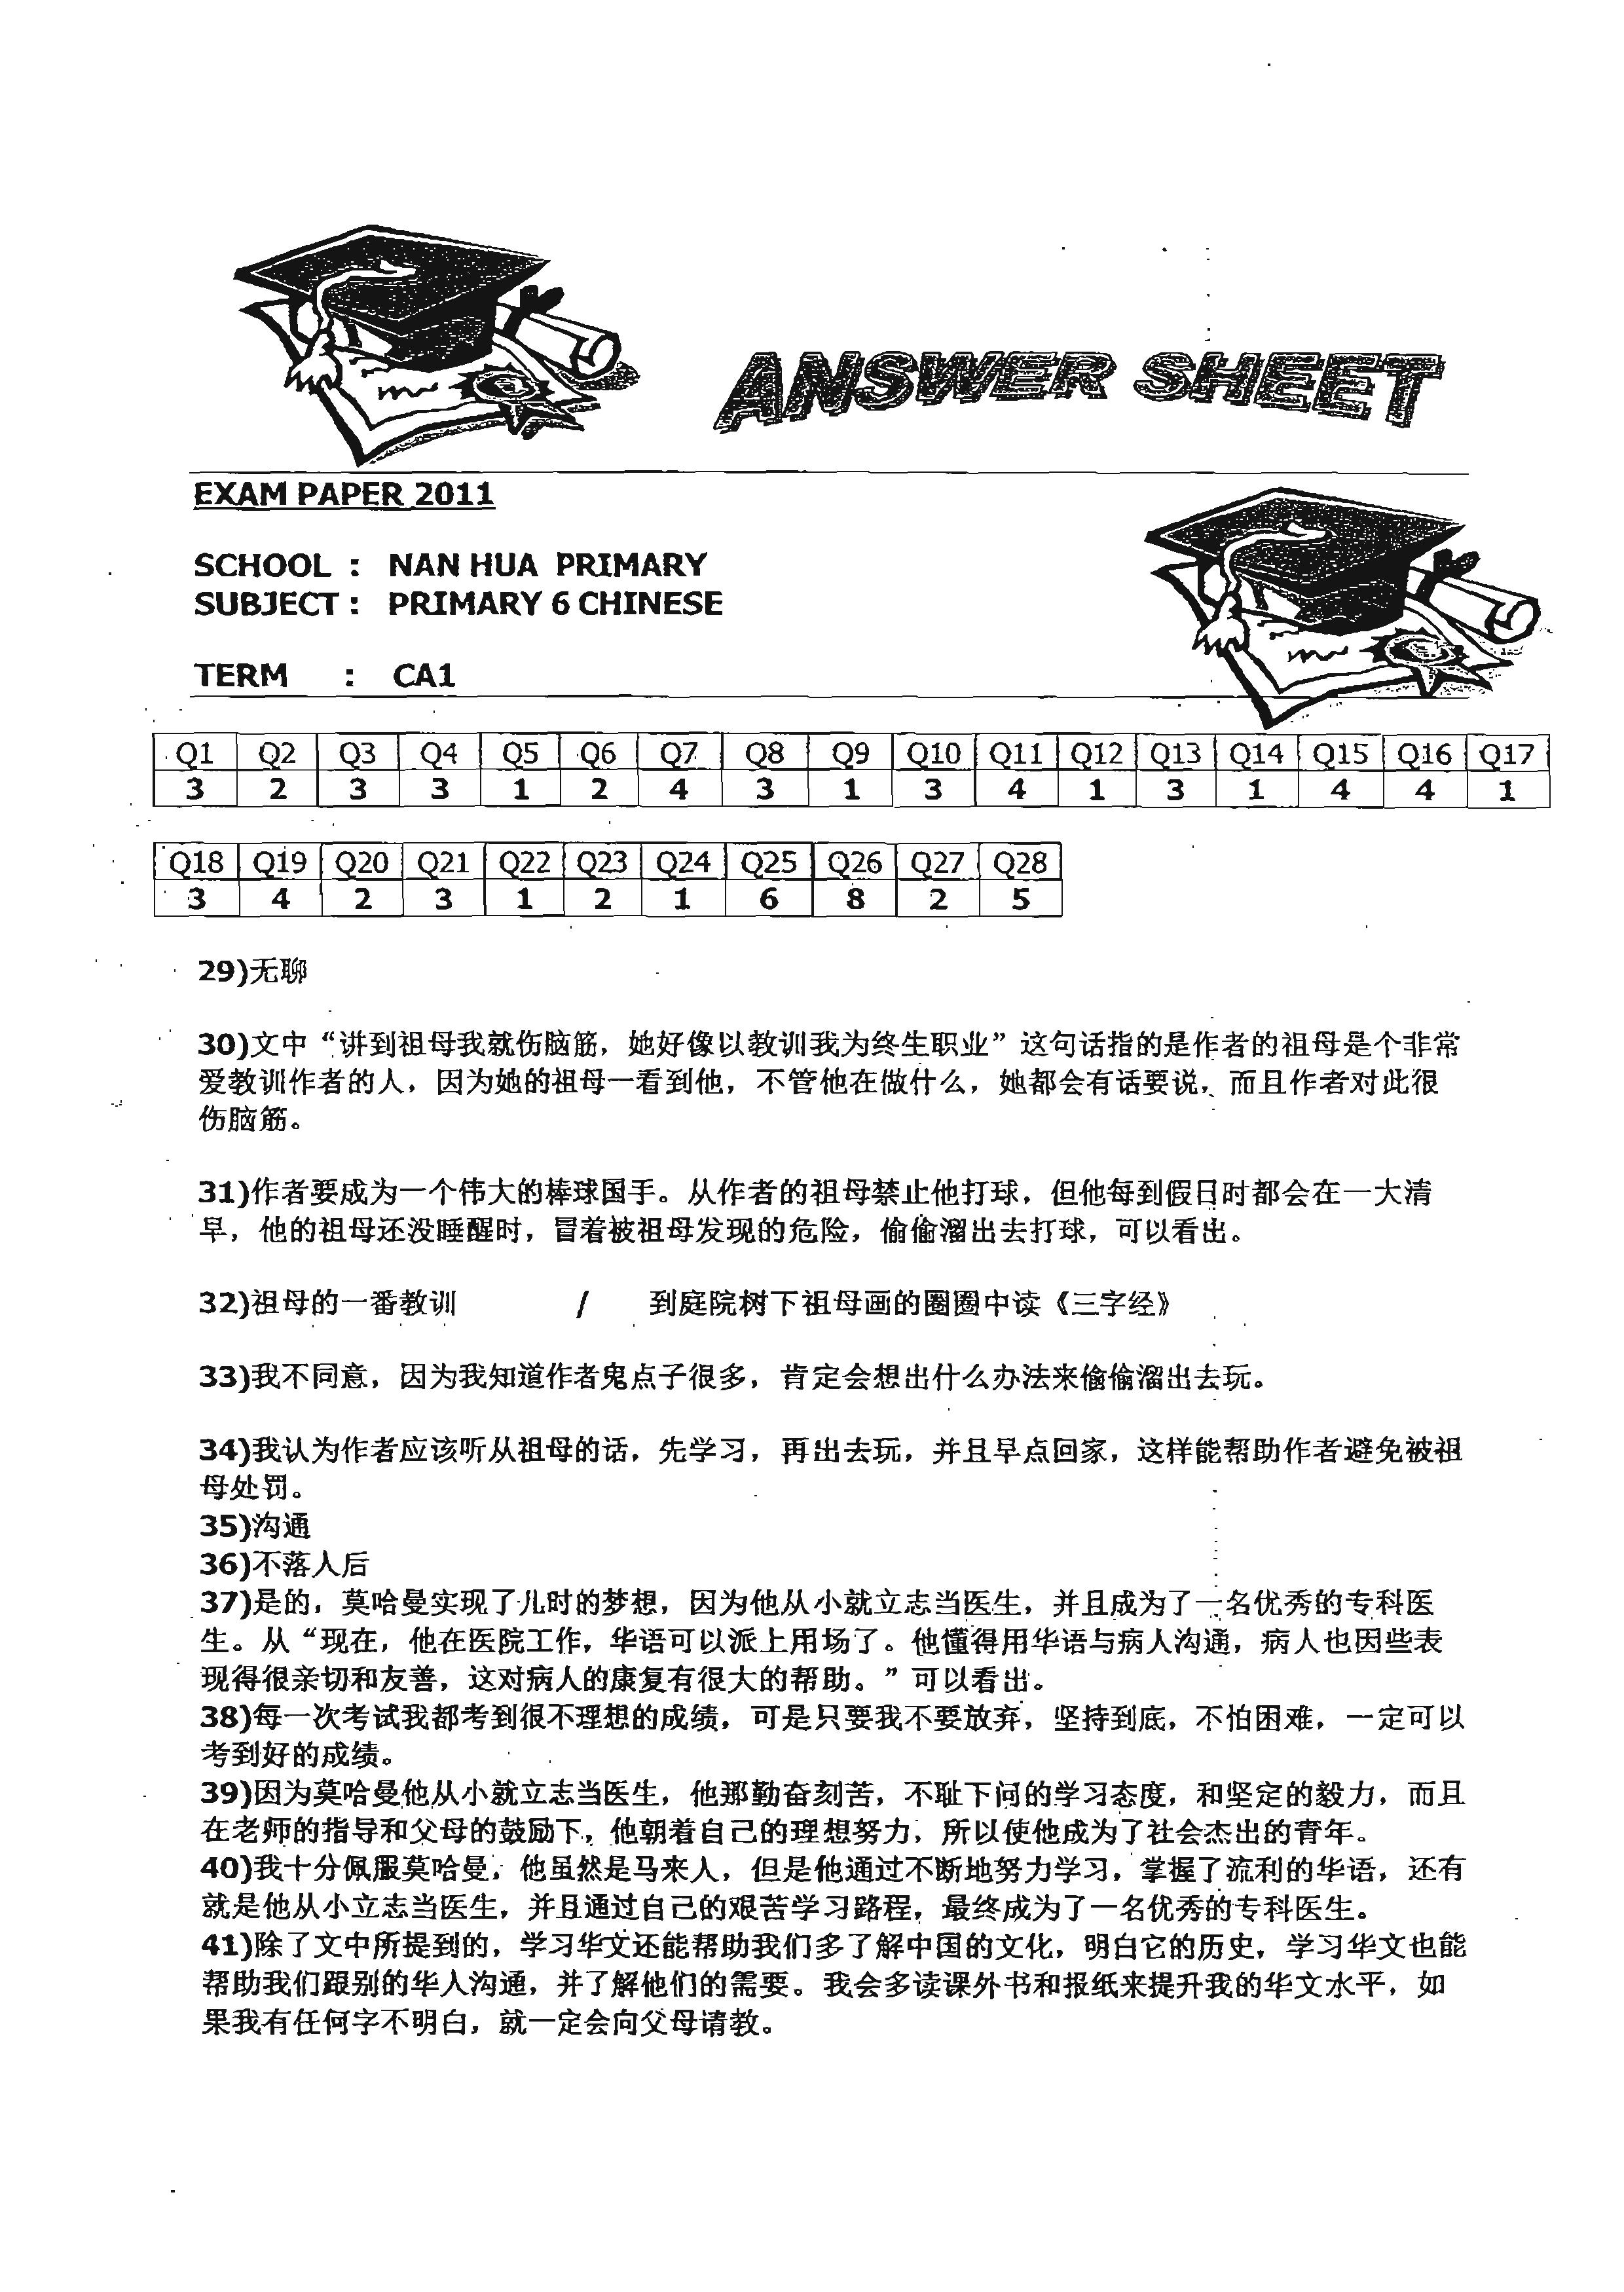 ANSWER SHEET
EXAM PAPER 2011
SCHOOL : NAN HUA PRIMARY
SUBJECT : PRIMARY 6 CHINESE
TERM : CA1
Q1 Q2 Q3 Q4 Q5 Q6 Q7 Q8 Q9 Q10 Q11 Q12 Q13 Q14 Q15 Q16 Q17
3 2 3 3 1 2 4 3 1 3 4 1 3 1 4 4 1
Q18 Q19 Q20 Q21 Q22 Q23 Q24 Q25 Q26 Q27 Q28
3 4 2 3 1 2 1 6 8 2 5
29)无聊
30)文中“讲到祖母我就伤脑筋，她好像以教训我为终生职业”这句话指的是作者的祖母是个非常
爱教训作者的人，因为她的祖母一看到他，不管他在做什么，她都会有话要说，而且作者对此很
伤脑筋。
31)作者要成为一个伟大的棒球国手。从作者的祖母禁止他打球，但他每到假日时都会在一大清
早，他的祖母还没睡醒时，冒着被祖母发现的危险，偷偷溜出去打球，可以看出。
32)祖母的一番教训 / 到庭院树下祖母画的圈圈中读《三字经》
33)我不同意，因为我知道作者鬼点子很多，肯定会想出什么办法来偷偷溜出去玩。
34)我认为作者应该听从祖母的话，先学习，再出去玩，并且早点回家，这样能帮助作者避免被祖
母处罚。
35)沟通
36)不落人后
37)是的，莫哈曼实现了儿时的梦想，因为他从小就立志当医生，并且成为了一名优秀的专科医
生。从“现在，他在医院工作，华语可以派上用场了。他懂得用华语与病人沟通，病人也因些表
现得很亲切和友善，这对病人的康复有很大的帮助。”可以看出。
38)每一次考试我都考到很不理想的成绩，可是只要我不要放弃，坚持到底，不怕困难，一定可以
考到好的成绩。
39)因为莫哈曼他从小就立志当医生，他那勤奋刻苦，不耻下问的学习态度，和坚定的毅力，而且
在老师的指导和父母的鼓励下，他朝着自己的理想努力，所以使他成为了社会杰出的青年。
40)我十分佩服莫哈曼，他虽然是马来人，但是他通过不断地努力学习，掌握了流利的华语，还有
就是他从小立志当医生，并且通过自己的艰苦学习路程，最终成为了一名优秀的专科医生。
41)除了文中所提到的，学习华文还能帮助我们多了解中国的文化，明白它的历史，学习华文也能
帮助我们跟别的华人沟通，并了解他们的需要。我会多读课外书和报纸来提升我的华文水平，如
果我有任何字不明白，就一定会向父母请教。